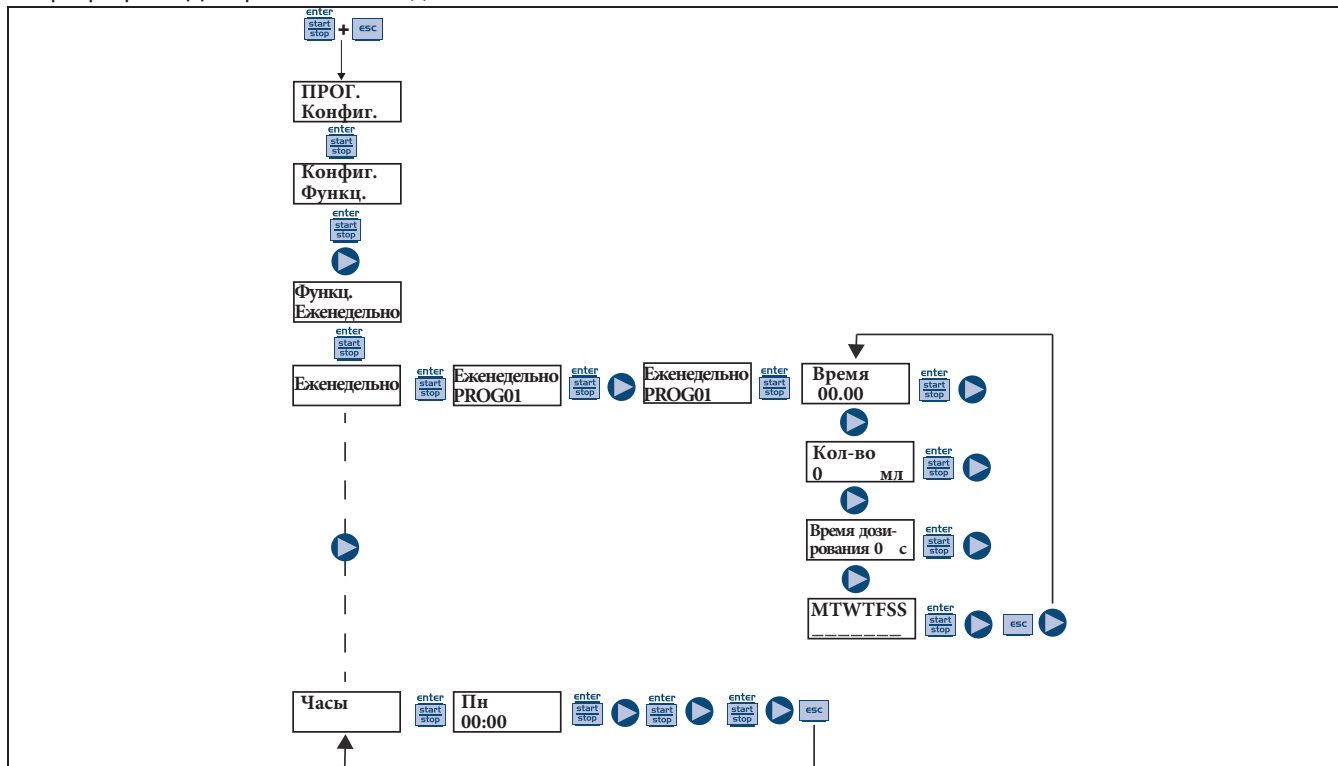 enter
start
stop
+
esc
ПРОГ.
Конфиг.
enter
start
stop
Конфиг.
Функц.
enter
start
stop
Функц.
Еженедельно
enter
start
stop
Еженедельно
enter
start
stop
Еженедельно
PROG01
enter
start
stop
Еженедельно
PROG01
enter
start
stop
Время
00.00
enter
start
stop
Кол-во
0 мл
enter
start
stop
Время дози-
рования 0 с
enter
start
stop
MTWTFSS
_______
enter
start
stop
esc
Часы
enter
start
stop
Пн
00:00
enter
start
stop
enter
start
stop
enter
start
stop
esc